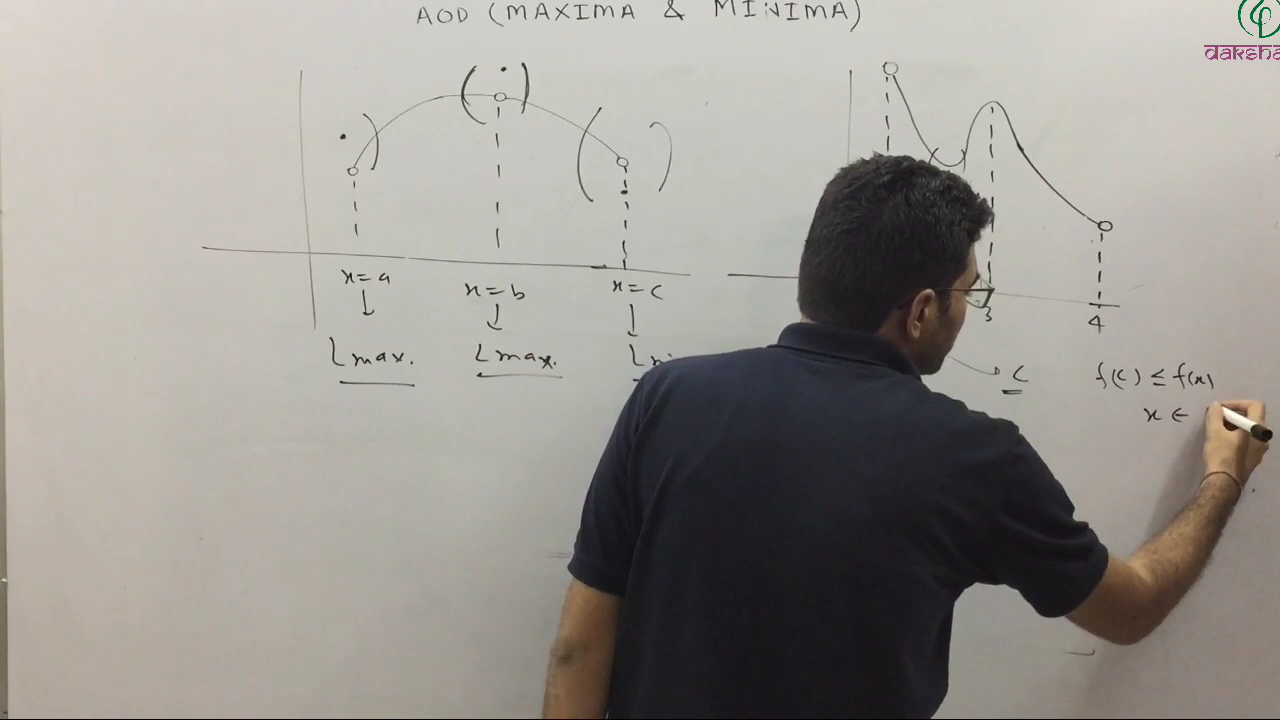 AOD (MAXIMA & MINIMA)
daksha
x=a
x=b
x=c
3
4
Lmax.
Lmax.
c
f(c) ≤ f(x)
x ∈